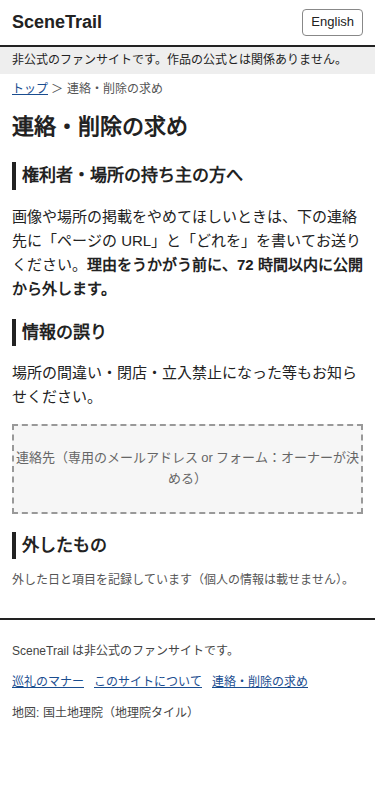 SceneTrail
English
非公式のファンサイトです。作品の公式とは関係ありません。
トップ ＞ 連絡・削除の求め
連絡・削除の求め
権利者・場所の持ち主の方へ
画像や場所の掲載をやめてほしいときは、下の連絡
先に「ページの URL」と「どれを」を書いてお送り
ください。理由をうかがう前に、72 時間以内に公開
から外します。
情報の誤り
場所の間違い・閉店・立入禁止になった等もお知ら
せください。
連絡先（専用のメールアドレス or フォーム：オーナーが決
める）
外したもの
外した日と項目を記録しています（個人の情報は載せません）。
SceneTrail は非公式のファンサイトです。
巡礼のマナー このサイトについて 連絡・削除の求め
地図: 国土地理院（地理院タイル）